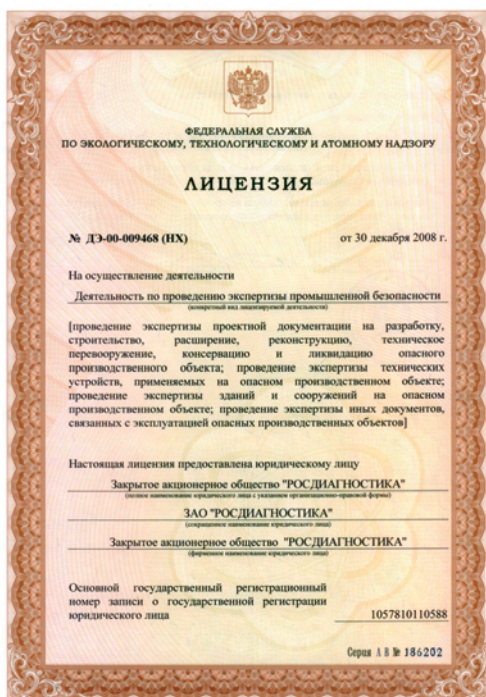 ФЕДЕРАЛЬНАЯ СЛУЖБА
ПО ЭКОЛОГИЧЕСКОМУ, ТЕХНОЛОГИЧЕСКОМУ И АТОМНОМУ НАДЗОРУ
ЛИЦЕНЗИЯ
№ ДЭ-00-009468 (НХ) от 30 декабря 2008 г.
На осуществление деятельности
Деятельность по проведению экспертизы промышленной безопасности
(конкретный вид лицензируемой деятельности)
[проведение экспертизы проектной документации на разработку,
строительство, расширение, реконструкцию, техническое
перевооружение, консервацию и ликвидацию опасного
производственного объекта; проведение экспертизы технических
устройств, применяемых на опасном производственном объекте;
проведение экспертизы зданий и сооружений на опасном
производственном объекте; проведение экспертизы иных документов,
связанных с эксплуатацией опасных производственных объектов]
Настоящая лицензия предоставлена юридическому лицу
Закрытое акционерное общество "РОСДИАГНОСТИКА"
(полное наименование юридического лица с указанием организационно-правовой формы)
ЗАО "РОСДИАГНОСТИКА"
(сокращенное наименование юридического лица)
Закрытое акционерное общество "РОСДИАГНОСТИКА"
(фирменное наименование юридического лица)
Основной государственный регистрационный
номер записи о государственной регистрации
юридического лица 1057810110588
Серия А В № 186202